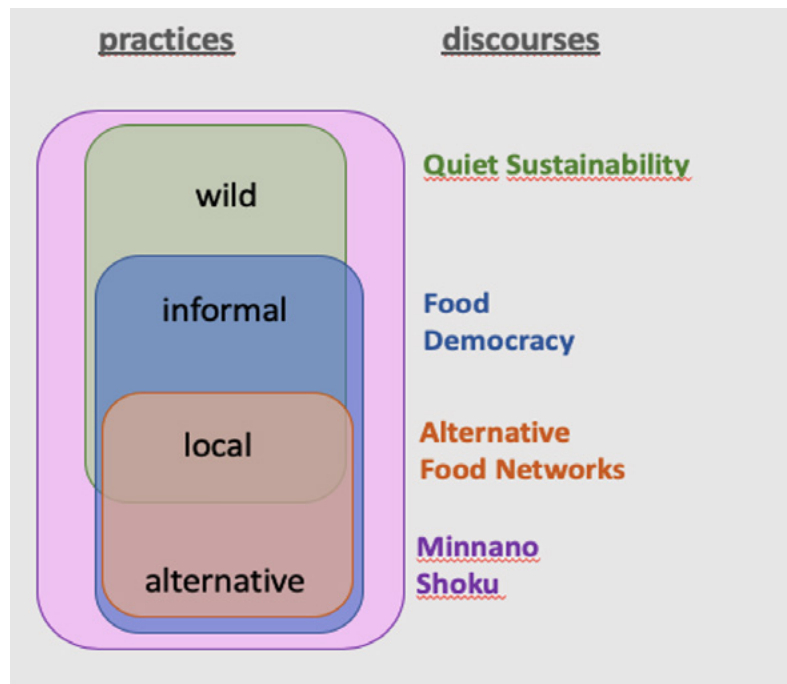 practices
discourses
wild
Quiet Sustainability
informal
Food
Democracy
local
Alternative
Food Networks
alternative
Minnano
Shoku